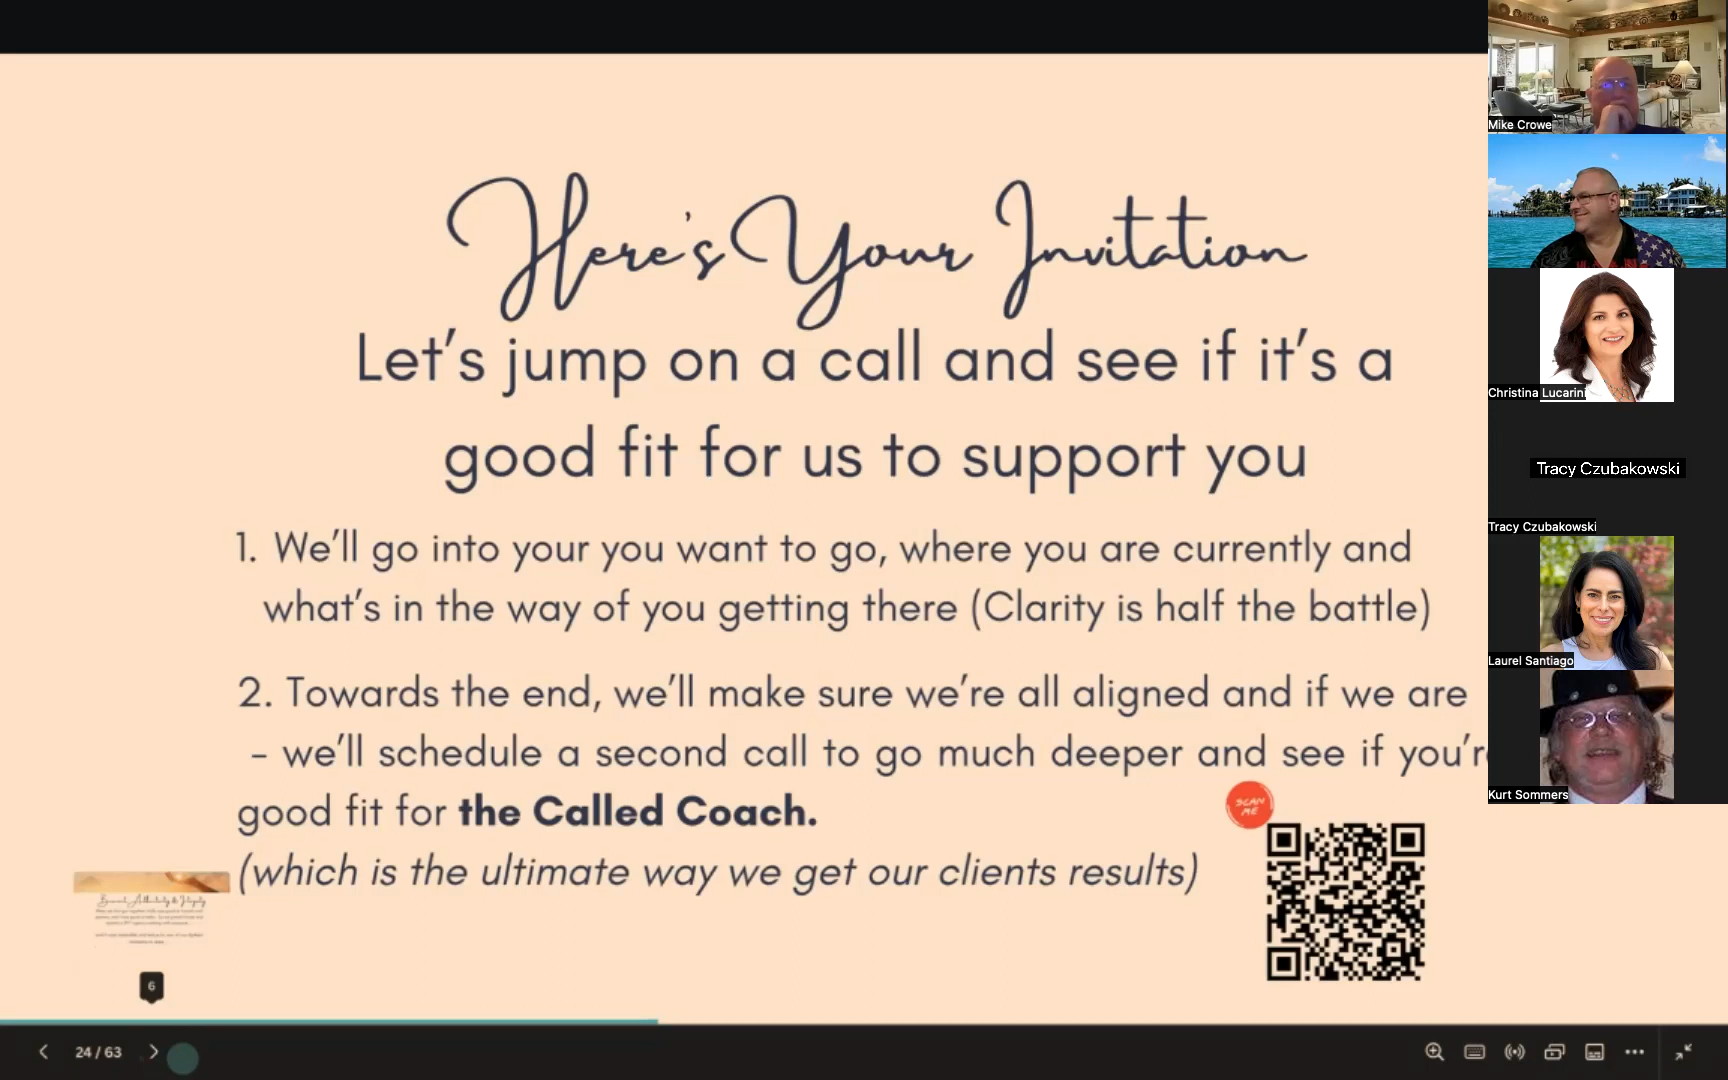 Here's Your Invitation
Let's jump on a call and see if it's a
good fit for us to support you
1. We'll go into your you want to go, where you are currently and
what's in the way of you getting there (Clarity is half the battle)
2. Towards the end, we'll make sure we're all aligned and if we are
- we'll schedule a second call to go much deeper and see if you'r
good fit for the Called Coach.
(which is the ultimate way we get our clients results)
SCAN
ME
6
24 / 63
Mike Crowe
Christina Lucarini
Tracy Czubakowski
Tracy Czubakowski
Laurel Santiago
Kurt Sommers